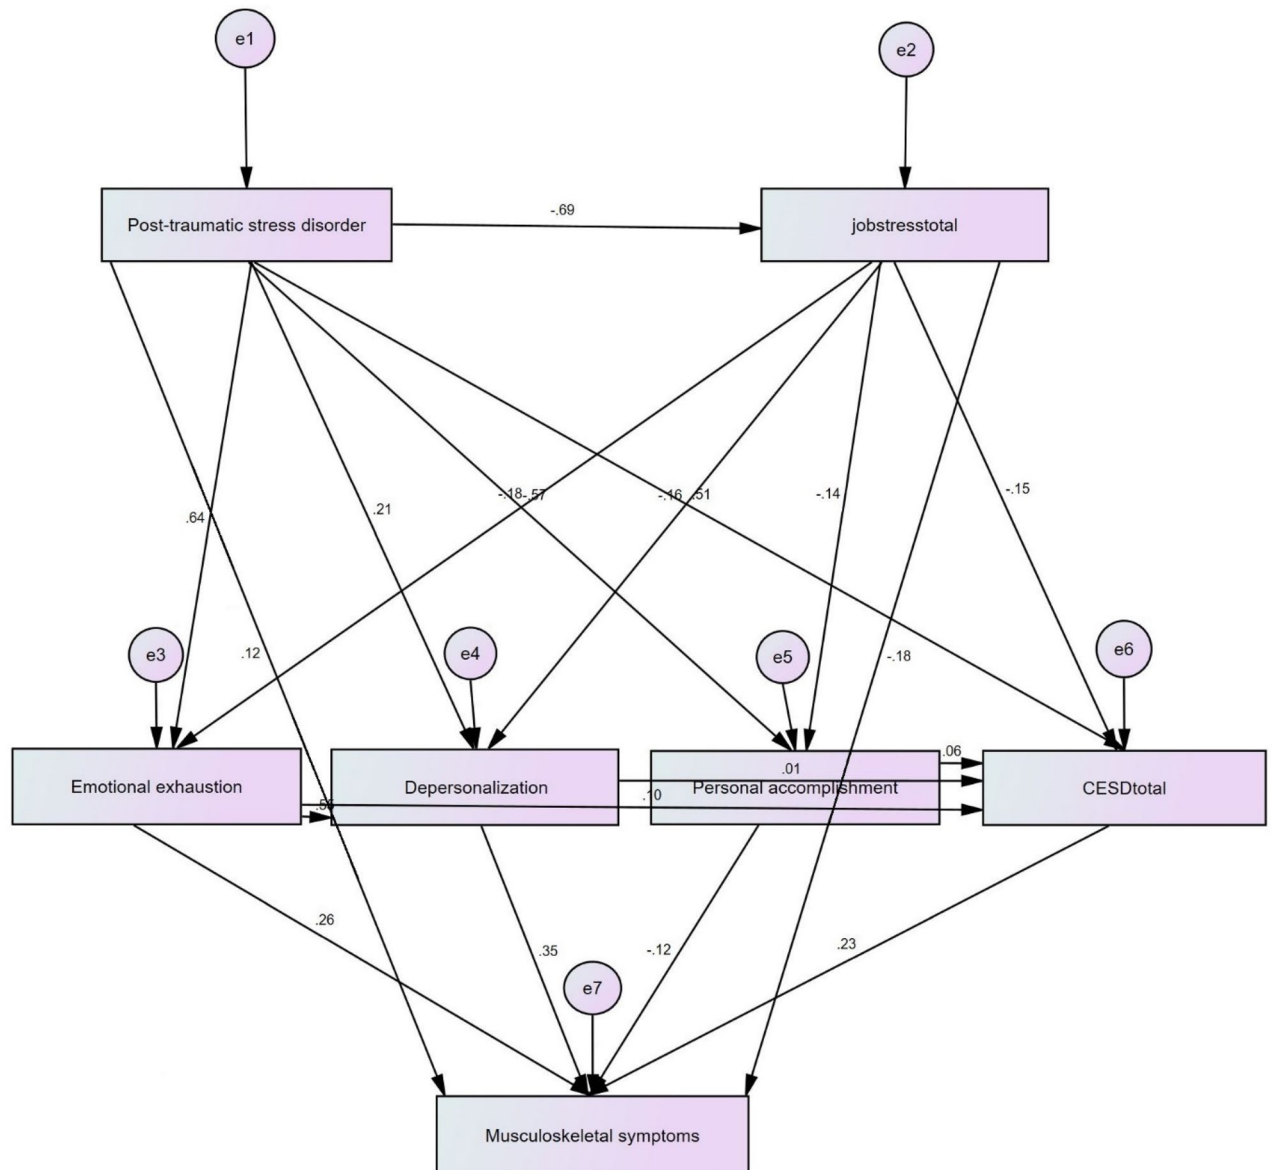 e1
e2
Post-traumatic stress disorder
-.69
jobstresstotal
.64
.21
-.18
-.57
-.16
.51
-.14
-.15
.12
-.18
e3
e4
e5
e6
Emotional exhaustion
Depersonalization
Personal accomplishment
CESDtotal
.06
.01
.10
.26
.35
-.12
.23
e7
Musculoskeletal symptoms